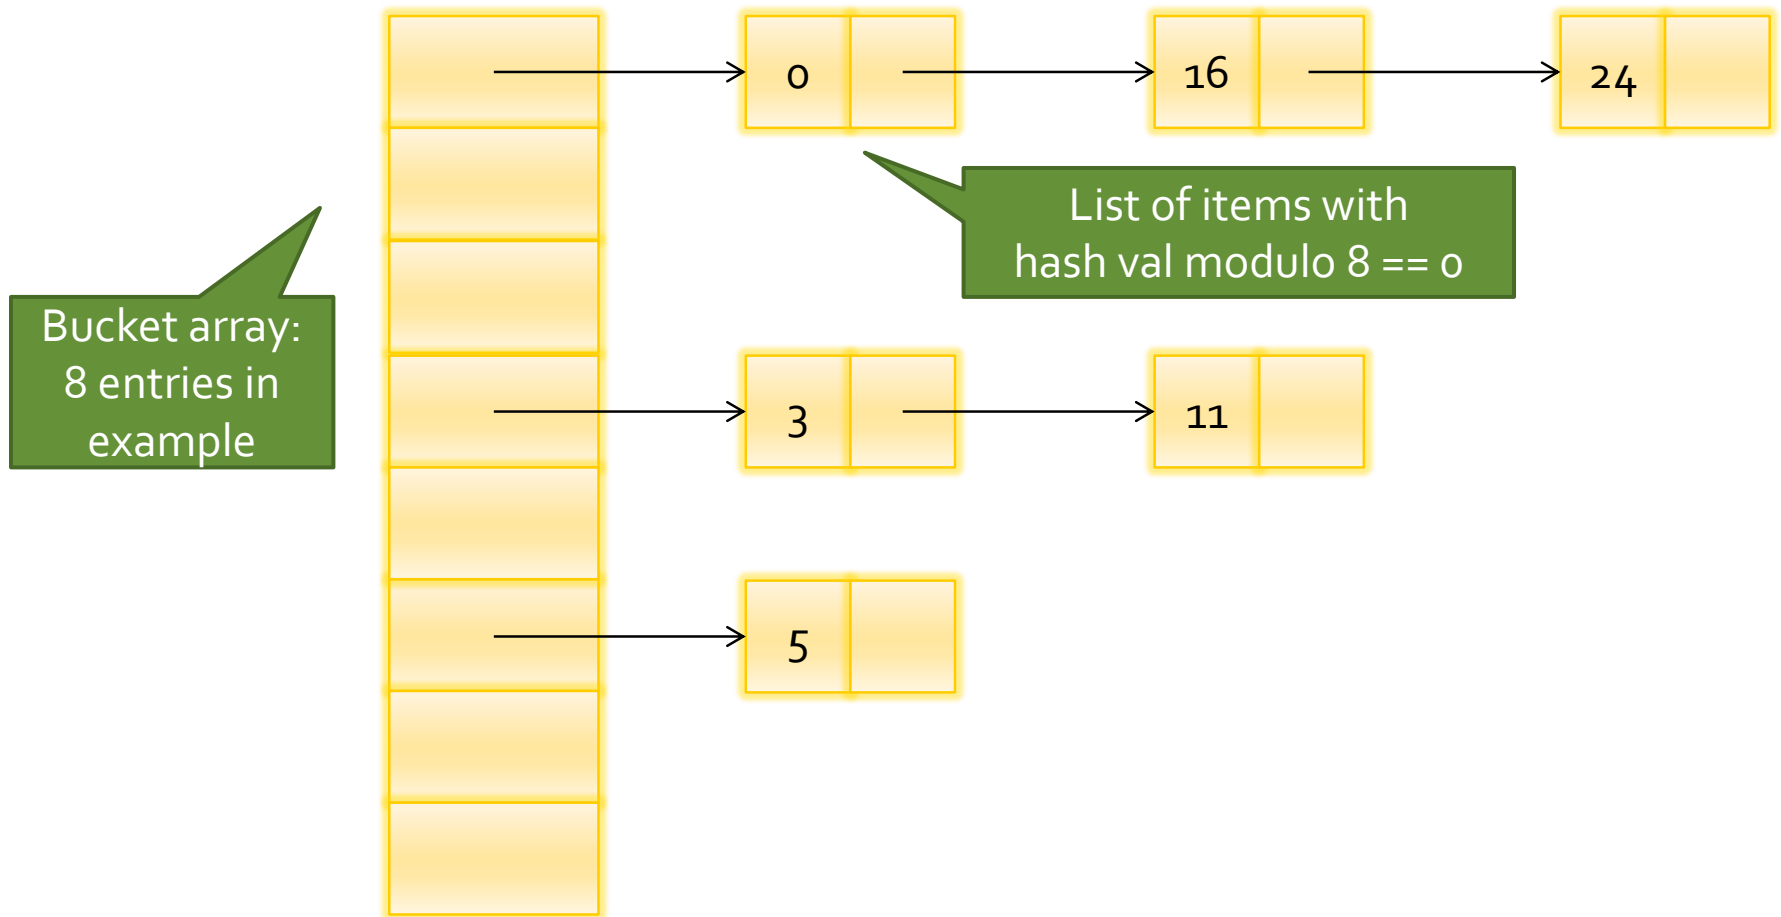 0
16
24
List of items with
hash val modulo 8 == 0
Bucket array:
8 entries in
example
3
11
5